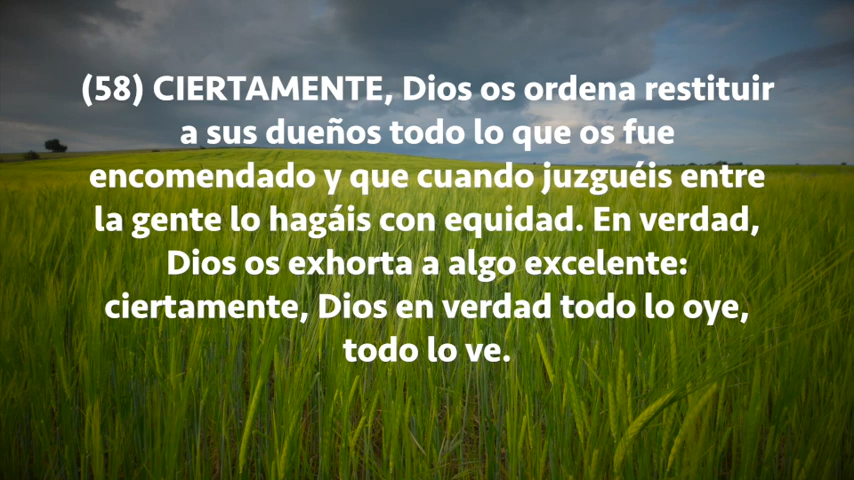 (58) CIERTAMENTE, Dios os ordena restituir
a sus dueños todo lo que os fue
encomendado y que cuando juzguéis entre
la gente lo hagáis con equidad. En verdad,
Dios os exhorta a algo excelente:
ciertamente, Dios en verdad todo lo oye,
todo lo ve.